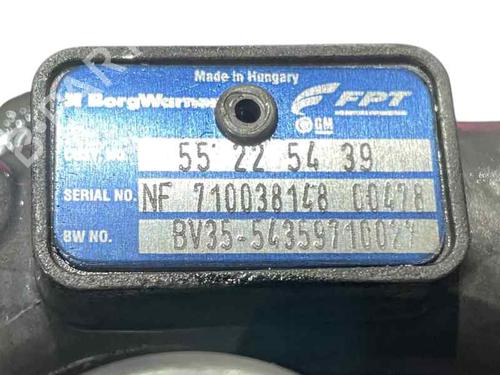 Made in Hungary
BorgWarner
FPT
GM
55 22 54 39
SERIAL NO. NF 710038148 C0478
BW NO. BV35-54359710027